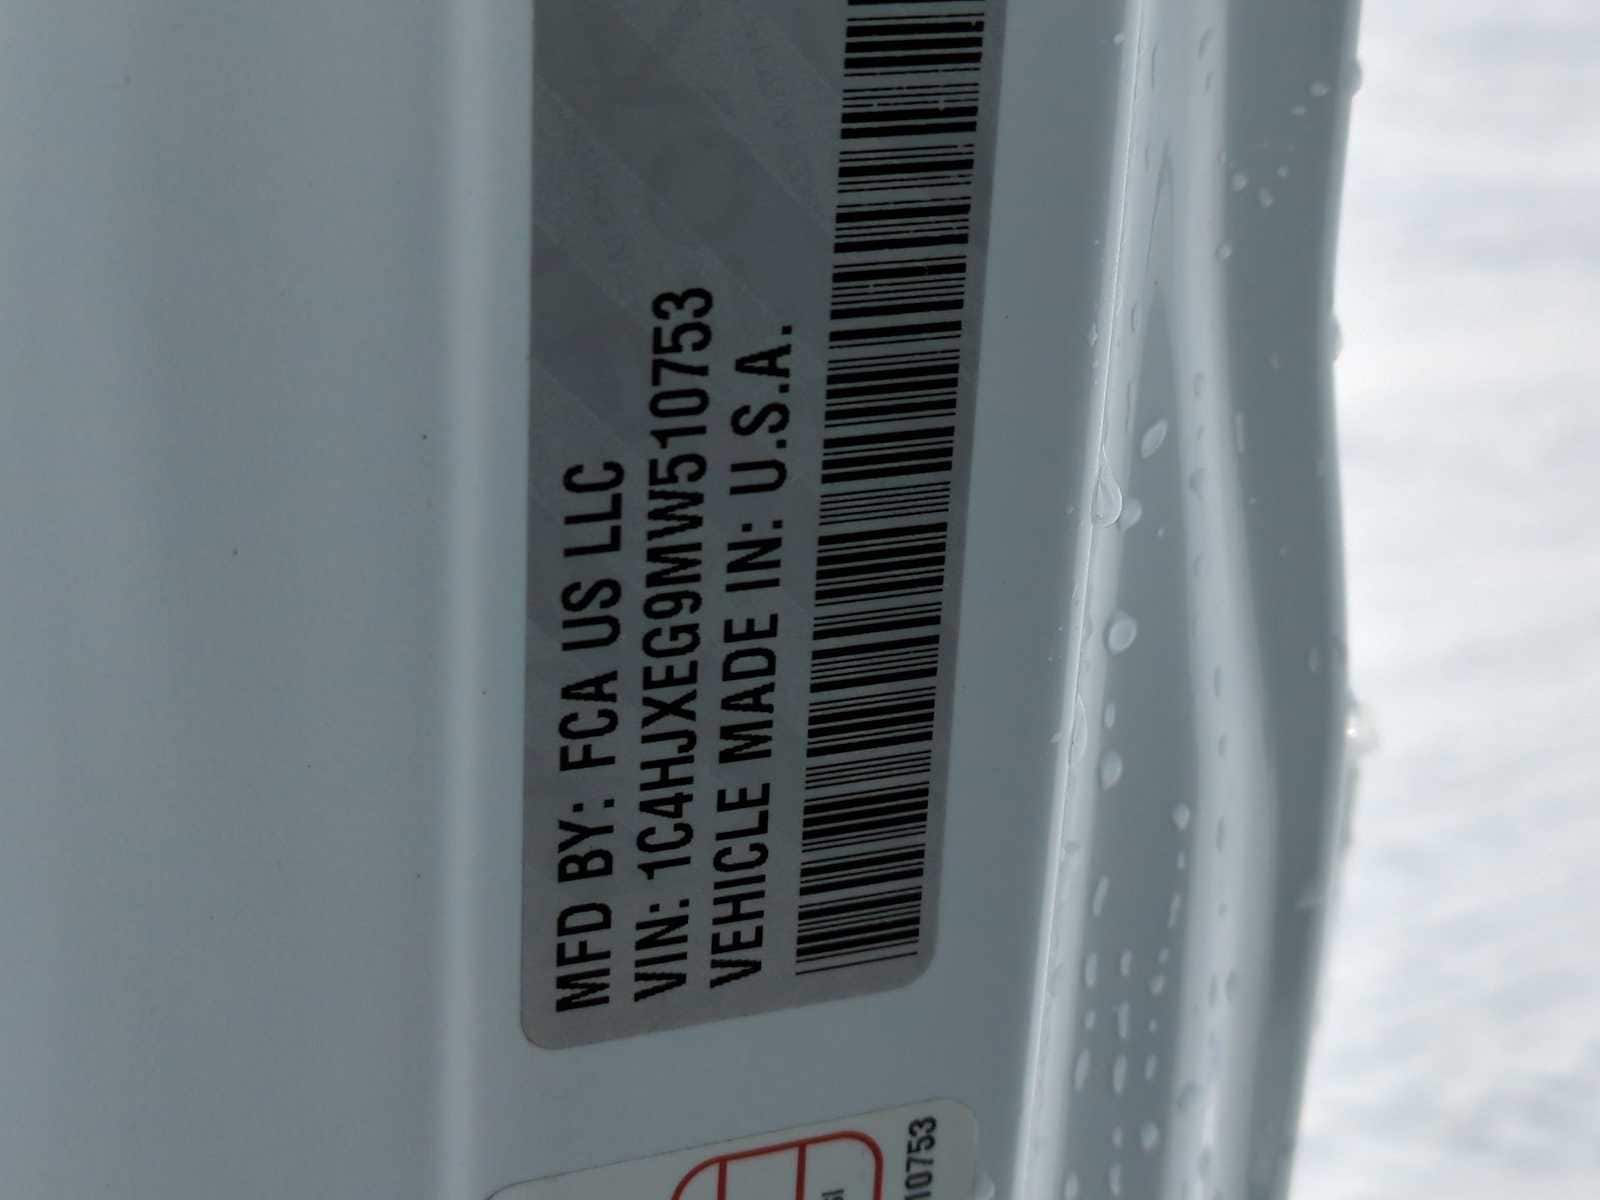 MFD BY: FCA US LLC
VIN: 1C4HJXEG9MW510753
VEHICLE MADE IN: U.S.A.
10753